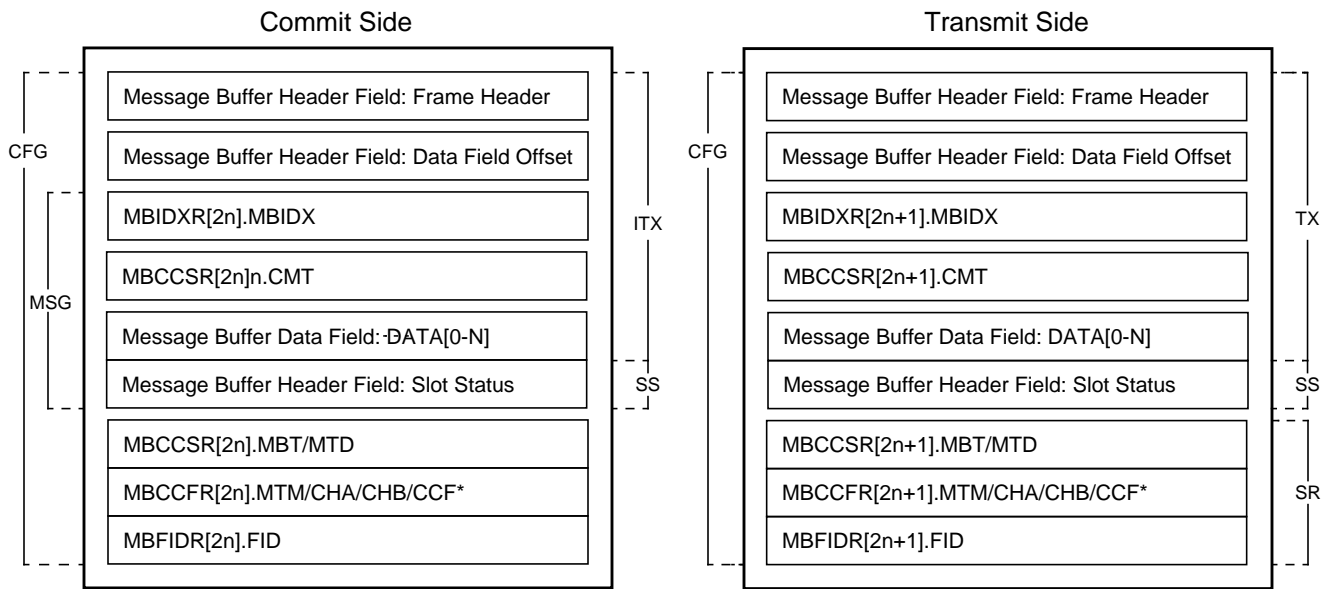 Commit Side
CFG
MSG
Message Buffer Header Field: Frame Header
Message Buffer Header Field: Data Field Offset
MBIDXR[2n].MBIDX
MBCCSR[2n]n.CMT
Message Buffer Data Field: DATA[0-N]
Message Buffer Header Field: Slot Status
MBCCSR[2n].MBT/MTD
MBCCFR[2n].MTM/CHA/CHB/CCF*
MBFIDR[2n].FID
ITX
SS
Transmit Side
CFG
Message Buffer Header Field: Frame Header
Message Buffer Header Field: Data Field Offset
MBIDXR[2n+1].MBIDX
MBCCSR[2n+1].CMT
Message Buffer Data Field: DATA[0-N]
Message Buffer Header Field: Slot Status
MBCCSR[2n+1].MBT/MTD
MBCCFR[2n+1].MTM/CHA/CHB/CCF*
MBFIDR[2n+1].FID
TX
SS
SR